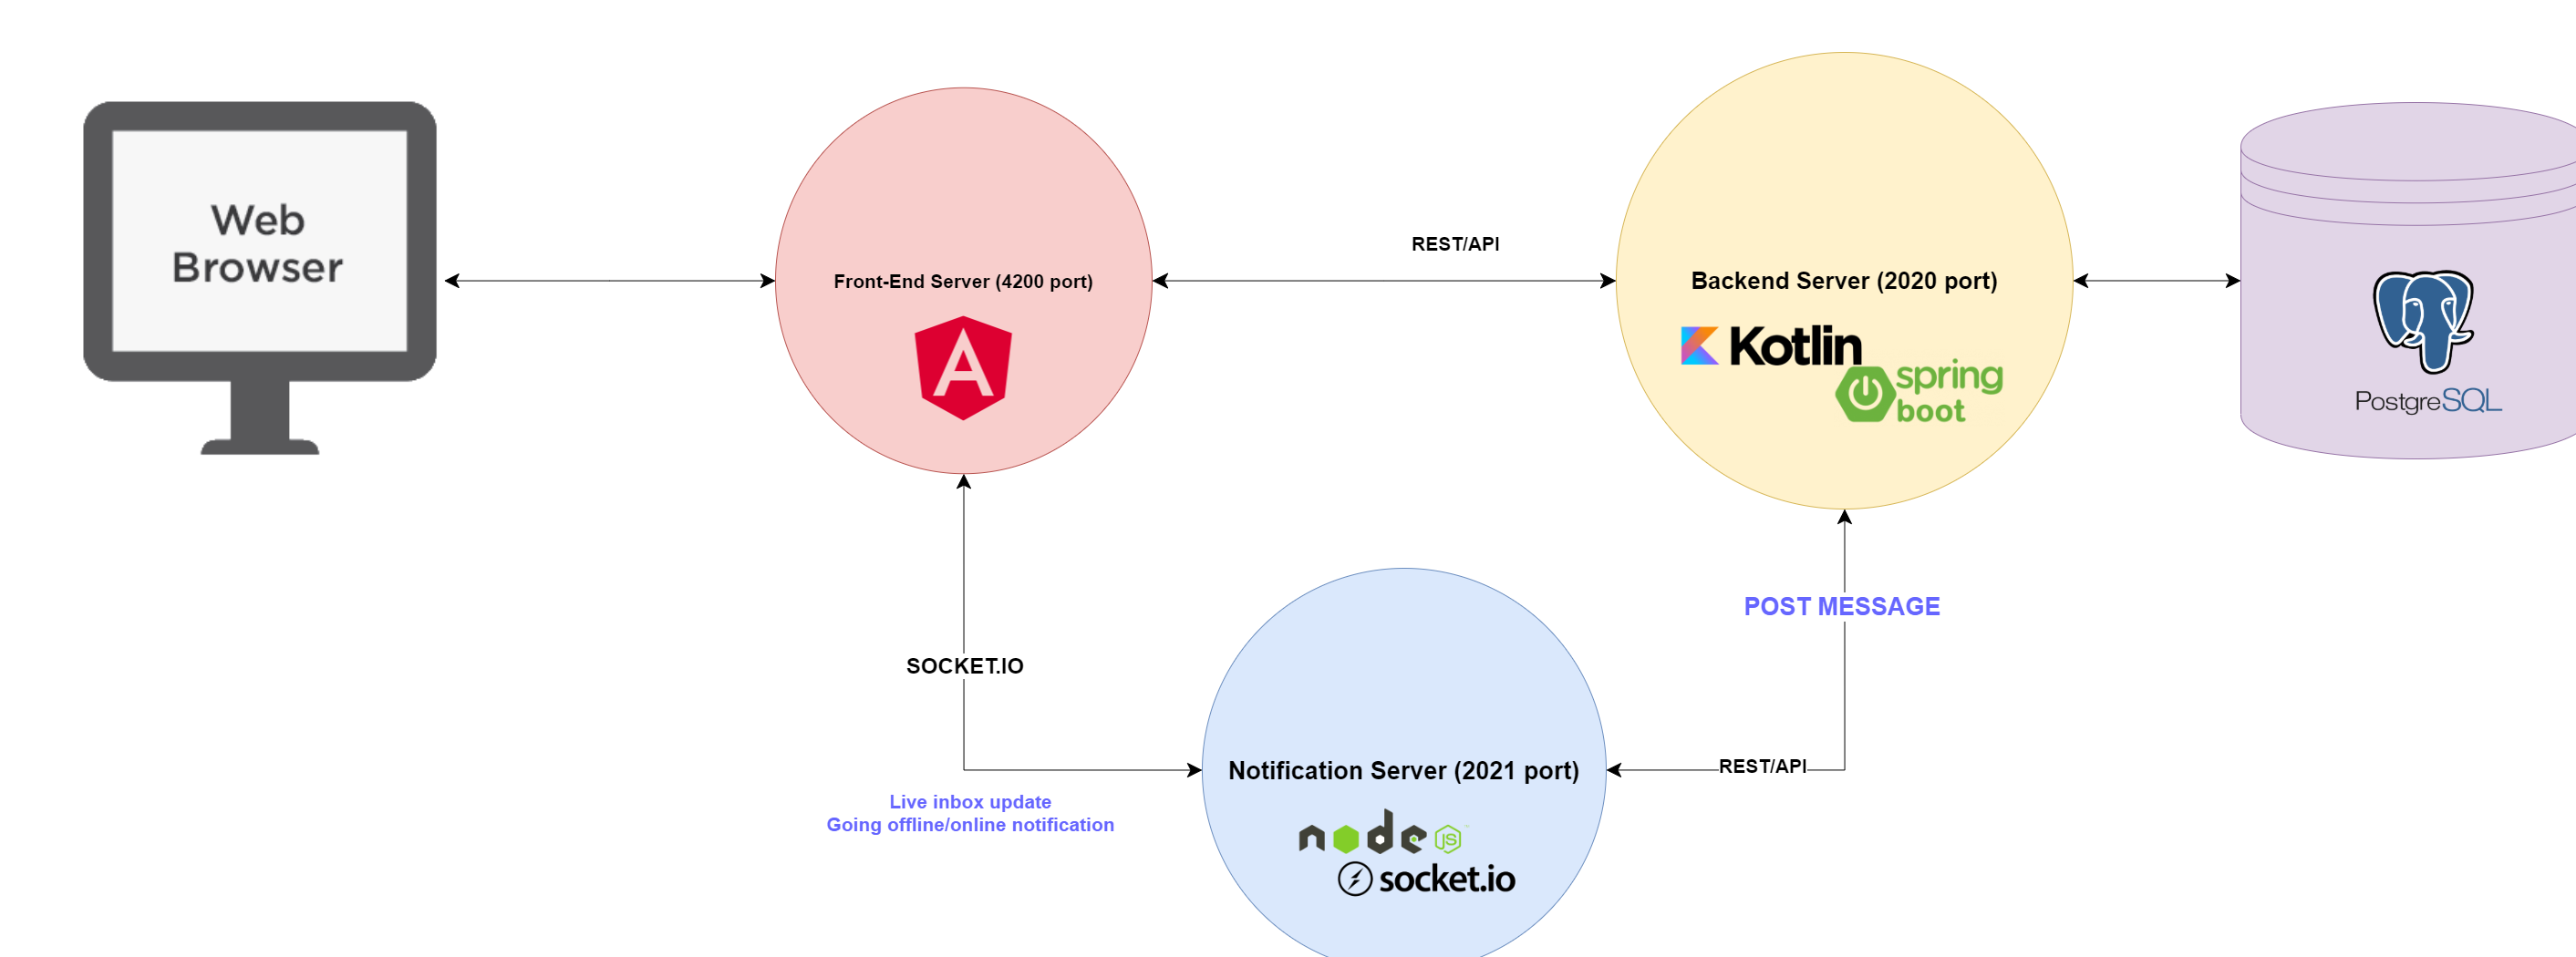 Web
Browser
Front-End Server (4200 port)
REST/API
Backend Server (2020 port)
Kotlin
spring
boot
PostgreSQL
POST MESSAGE
SOCKET.IO
Notification Server (2021 port)
REST/API
Live inbox update
Going offline/online notification
node
JS
socket.io